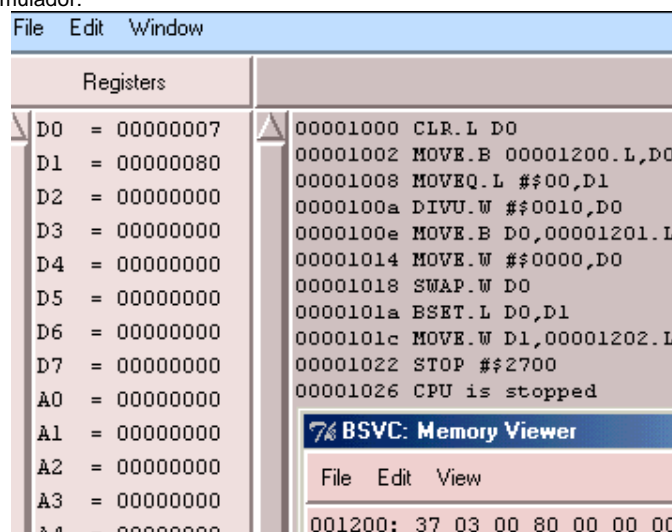 mulador.
File Edit Window
Registers
D0 = 00000007
D1 = 00000080
D2 = 00000000
D3 = 00000000
D4 = 00000000
D5 = 00000000
D6 = 00000000
D7 = 00000000
A0 = 00000000
A1 = 00000000
A2 = 00000000
A3 = 00000000
00001000 CLR.L D0
00001002 MOVE.B 00001200.L,D0
00001008 MOVEQ.L #$00,D1
0000100a DIVU.W #$0010,D0
0000100e MOVE.B D0,00001201.L
00001014 MOVE.W #$0000,D0
00001018 SWAP.W D0
0000101a BSET.L D0,D1
0000101c MOVE.W D1,00001202.L
00001022 STOP #$2700
00001026 CPU is stopped
BSVC: Memory Viewer
File Edit View
001200: 37 03 00 80 00 00 00